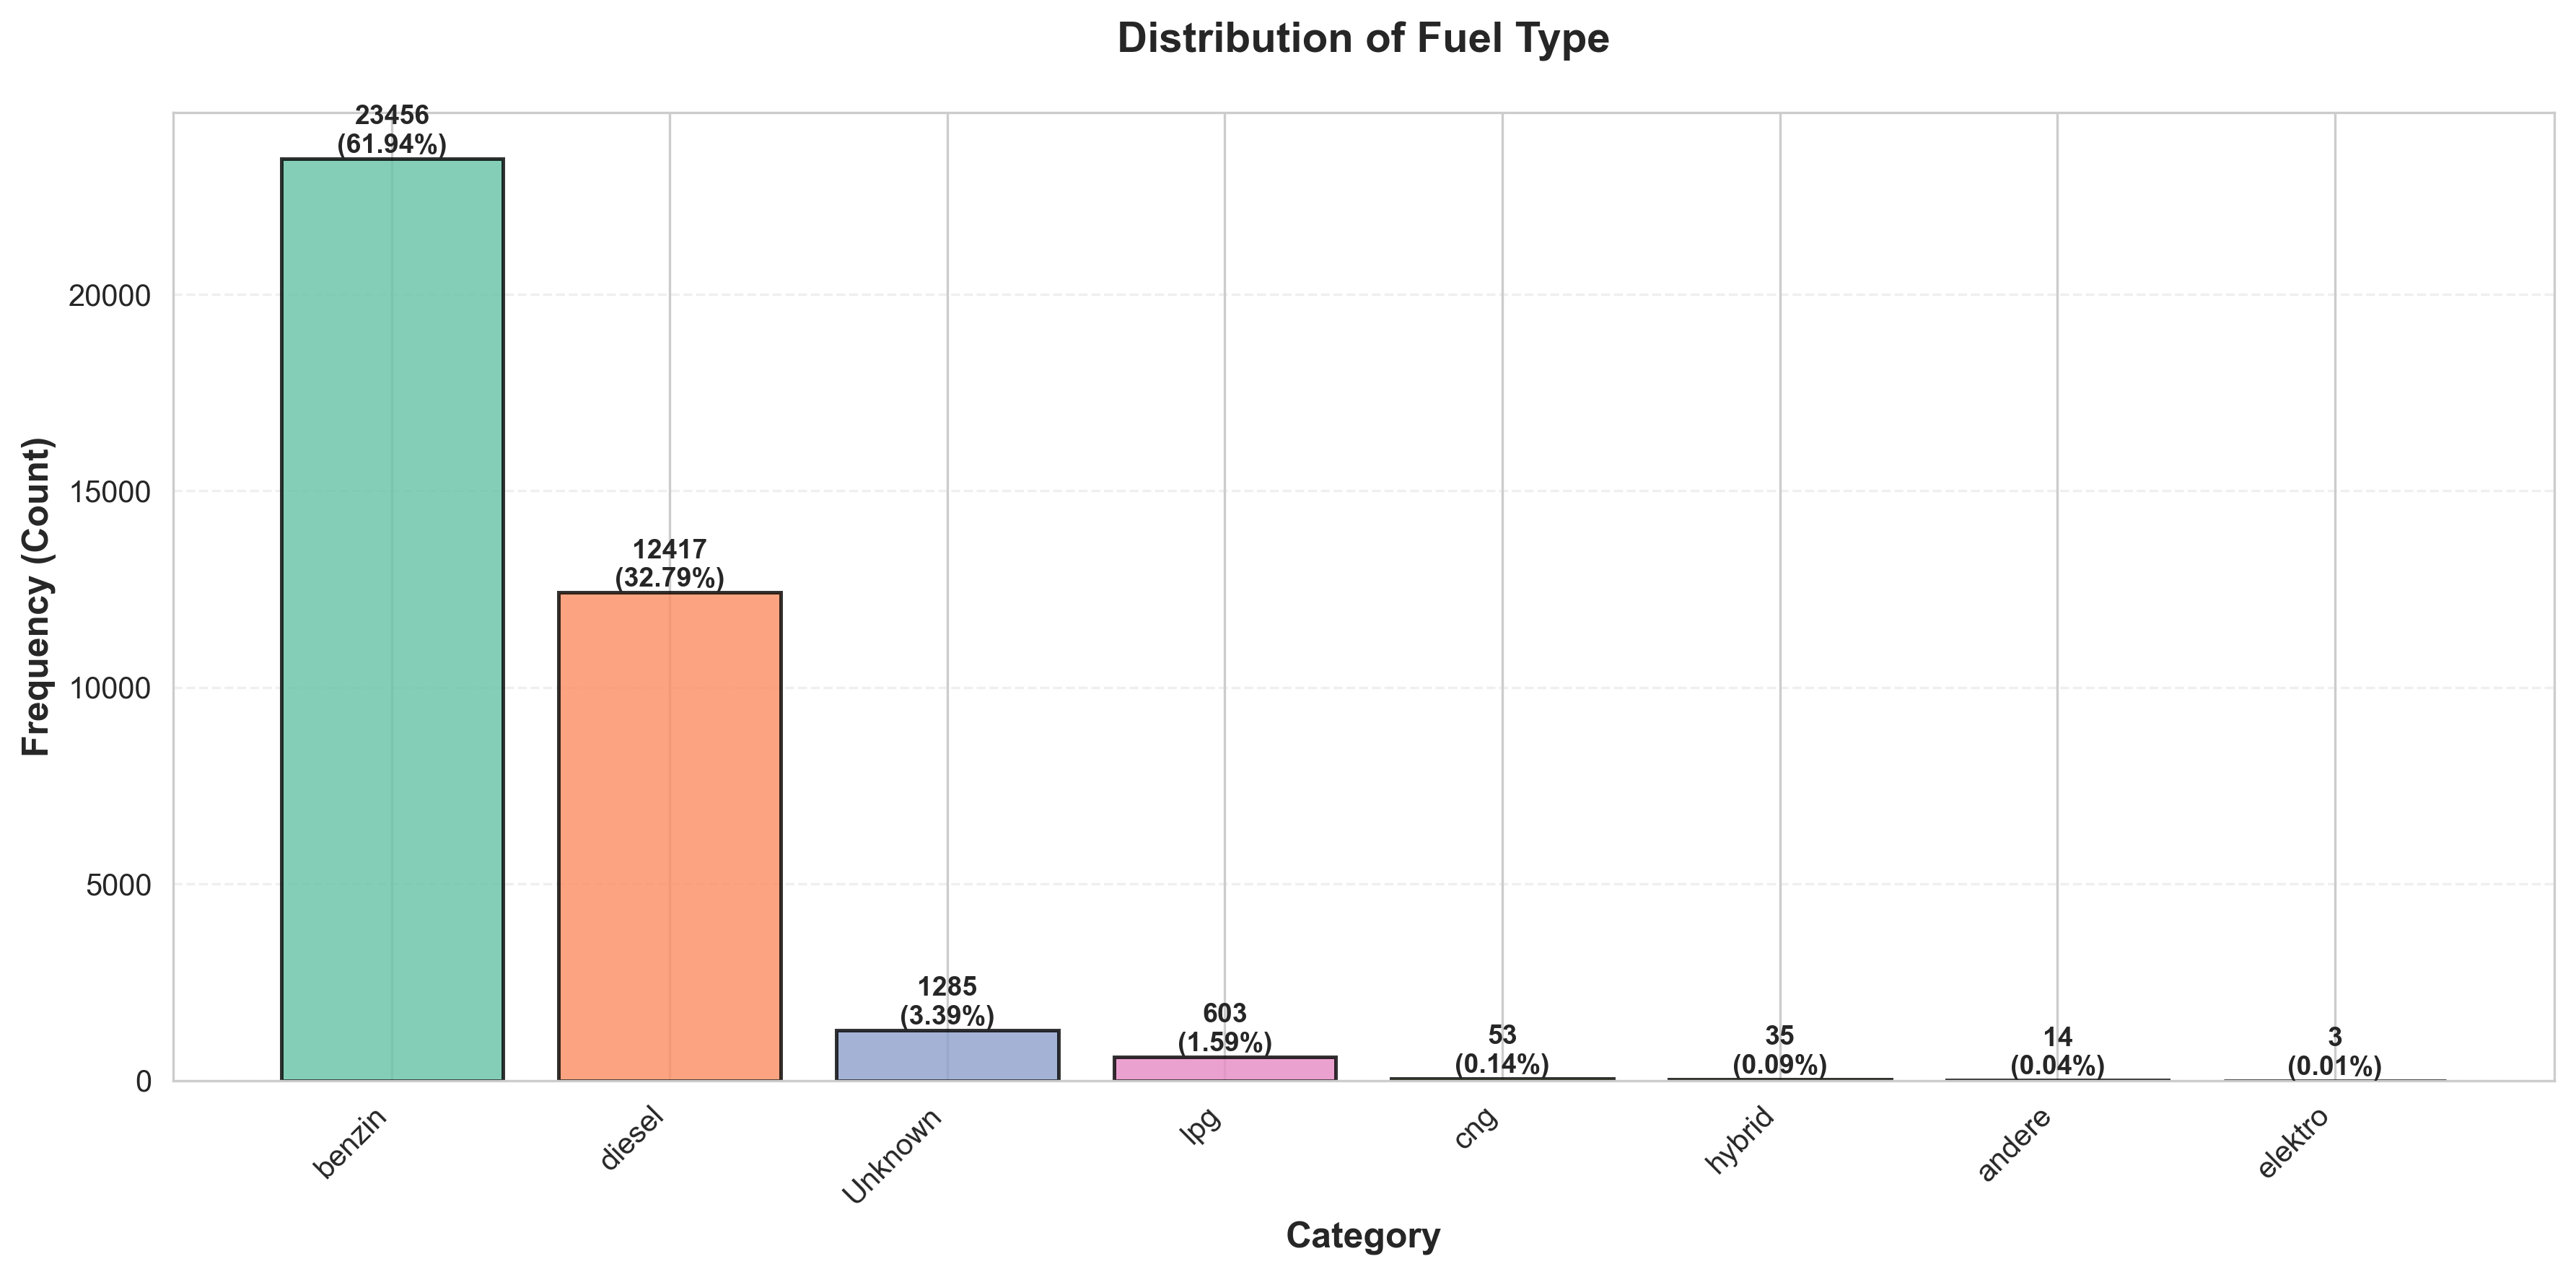 Distribution of Fuel Type
23456
(61.94%)
20000
15000
12417
(32.79%)
10000
5000
1285
(3.39%)
603
(1.59%)
53
(0.14%)
35
(0.09%)
14
(0.04%)
3
(0.01%)
0
Frequency (Count)
benzin
diesel
Unknown
lpg
cng
hybrid
andere
elektro
Category